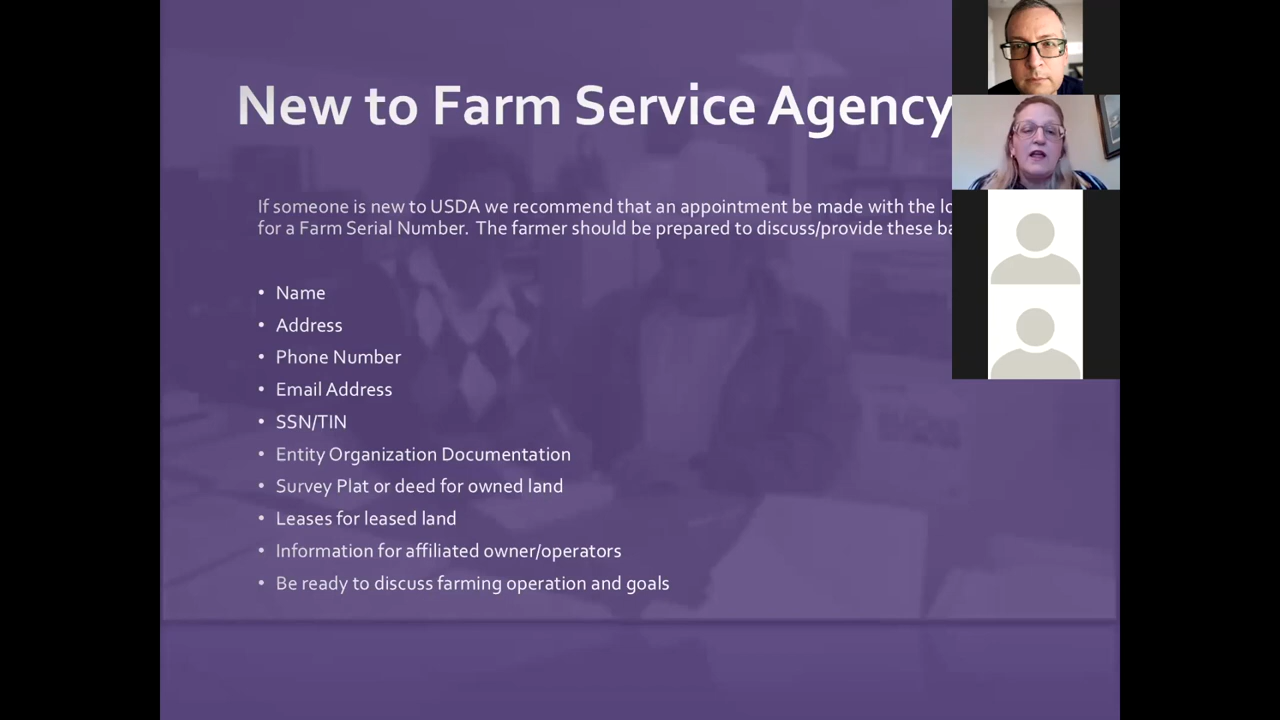 New to Farm Service Agency
If someone is new to USDA we recommend that an appointment be made with the
for a Farm Serial Number. The farmer should be prepared to discuss/provide these
• Name
• Address
• Phone Number
• Email Address
• SSN/TIN
• Entity Organization Documentation
• Survey Plat or deed for owned land
• Leases for leased land
• Information for affiliated owner/operators
• Be ready to discuss farming operation and goals